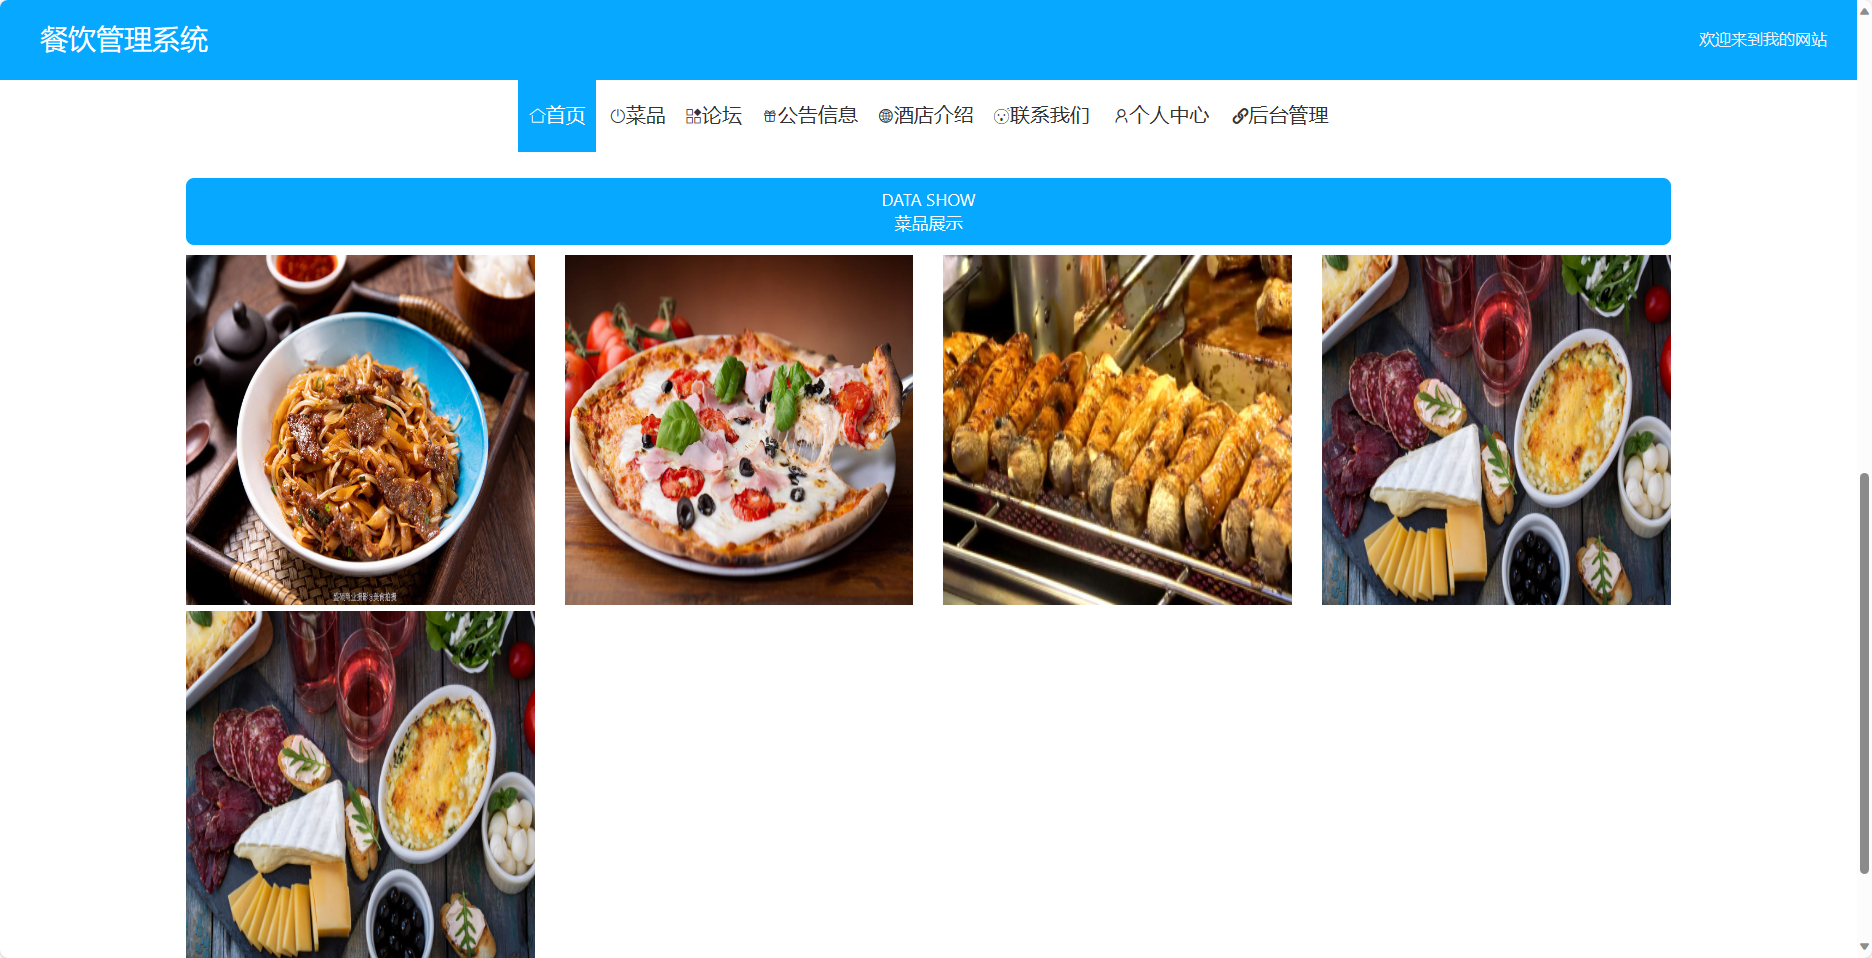 餐饮管理系统
欢迎来到我的网站
首页 菜品 论坛 公告信息 酒店介绍 联系我们 个人中心 后台管理
DATA SHOW
菜品展示